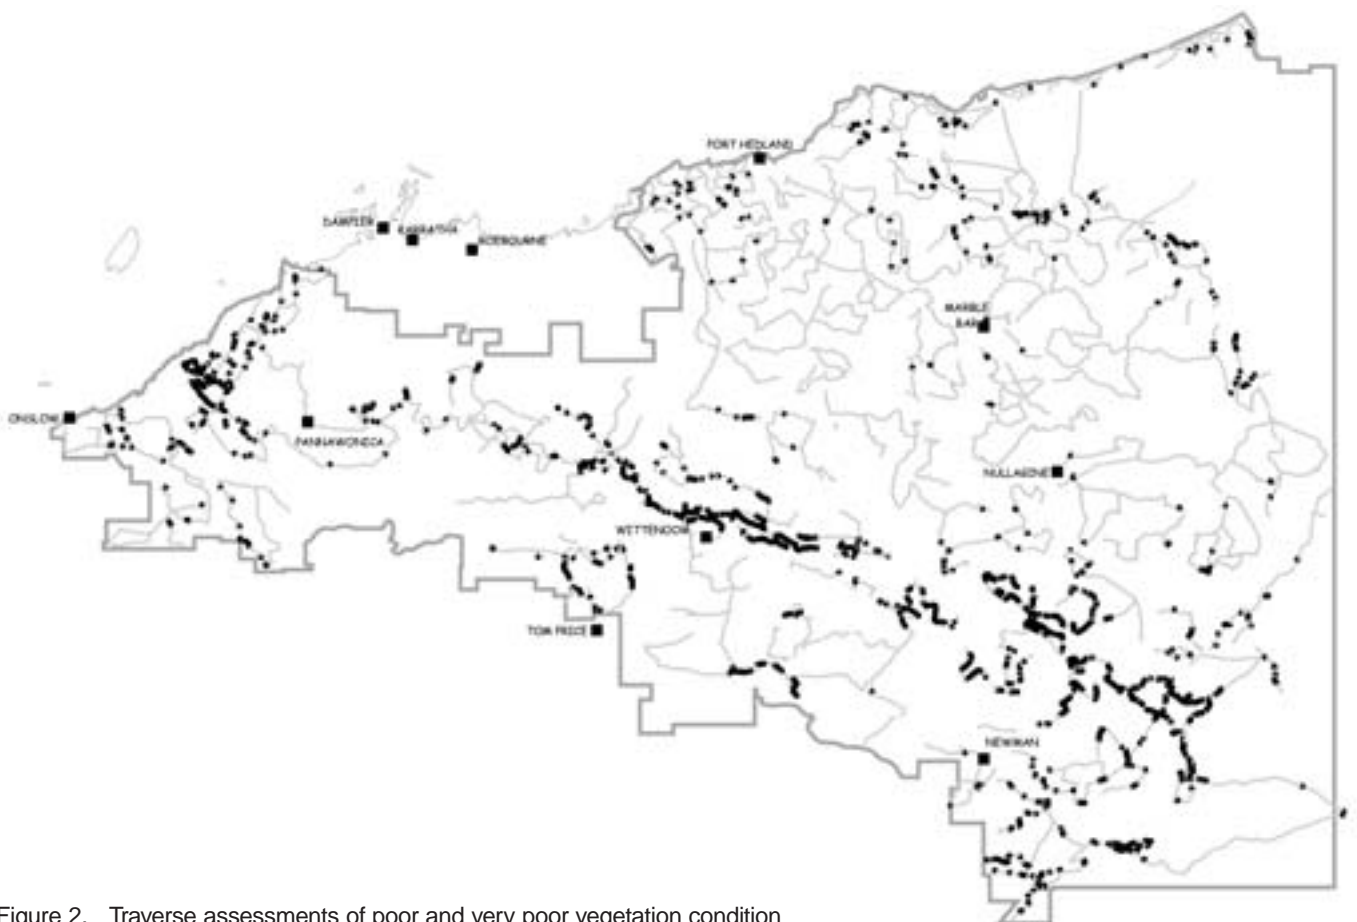 PORT HEDLAND
DAMPIER
KARRATHA
ROEBOURNE
MARBLE
BAR
ONSLOW
PANNAWONICA
NULLAGINE
WITTENOOM
TOM PRICE
NEWMAN
Figure 2. Traverse assessments of poor and very poor vegetation condition